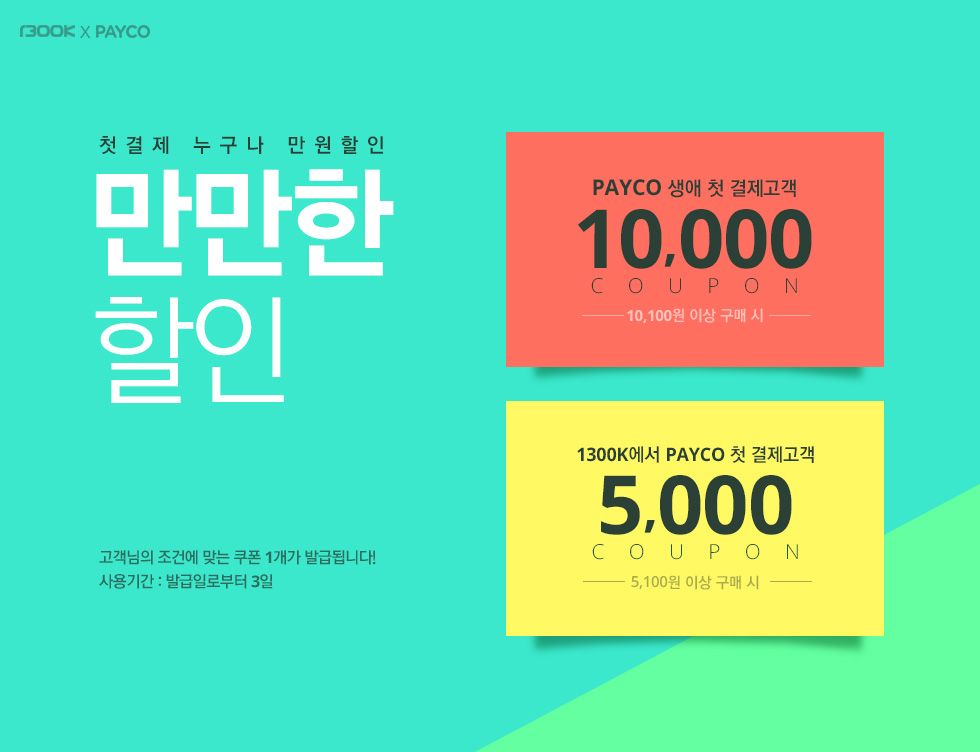 1300K X PAYCO
첫결제 누구나 만원할인
만만한
할인
고객님의 조건에 맞는 쿠폰 1개가 발급됩니다!
사용기간 : 발급일로부터 3일
PAYCO 생애 첫 결제고객
10,000
COUPON
10,100원 이상 구매 시
1300K에서 PAYCO 첫 결제고객
5,000
COUPON
5,100원 이상 구매 시